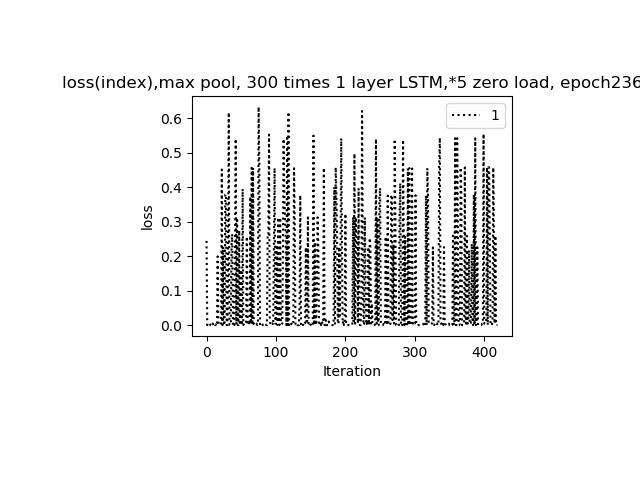 loss(index),max pool, 300 times 1 layer LSTM,*5 zero load, epoch236
1
0.6
0.5
0.4
0.3
0.2
0.1
0.0
loss
0 100 200 300 400
Iteration